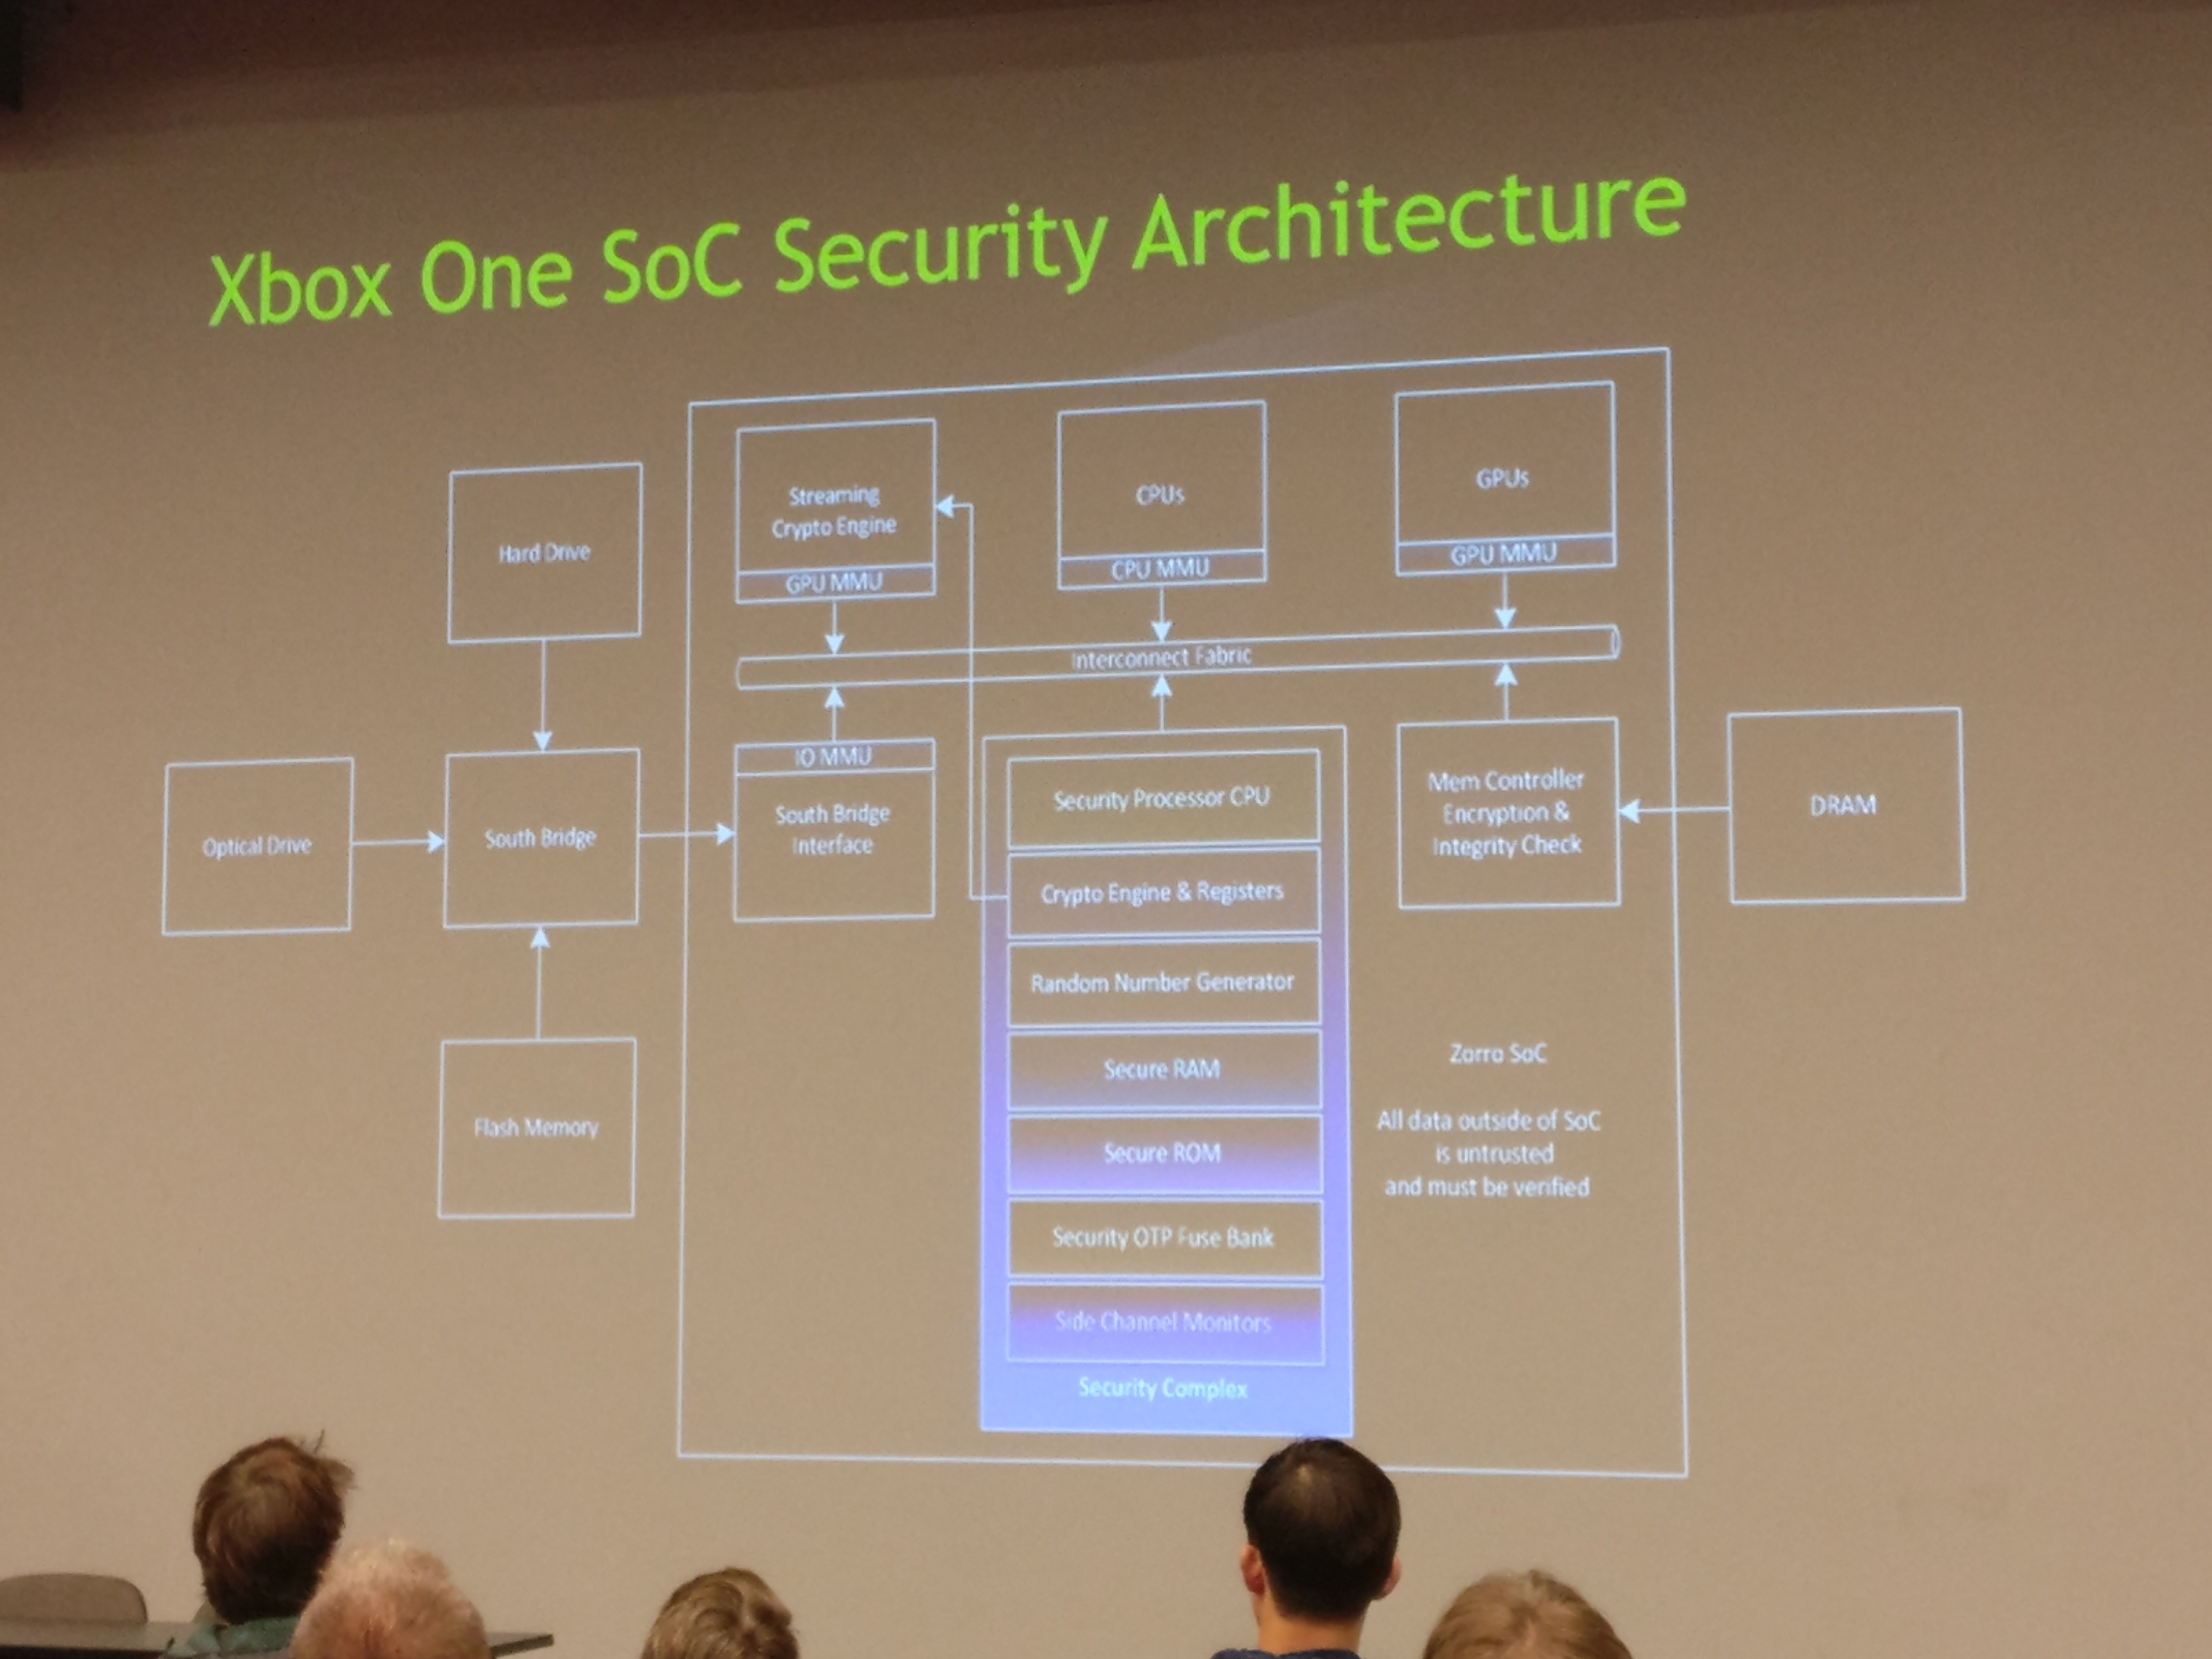 Xbox One SoC Security Architecture
Hard Drive
Optical Drive
South Bridge
Flash Memory
Streaming
Crypto Engine
GPU MMU
CPUs
CPU MMU
GPUs
GPU MMU
Interconnect Fabric
IO MMU
South Bridge
Interface
Security Processor CPU
Crypto Engine & Registers
Random Number Generator
Secure RAM
Secure ROM
Security OTP Fuse Bank
Side Channel Monitors
Security Complex
Mem Controller
Encryption &
Integrity Check
DRAM
Zorro SoC
All data outside of SoC
is untrusted
and must be verified